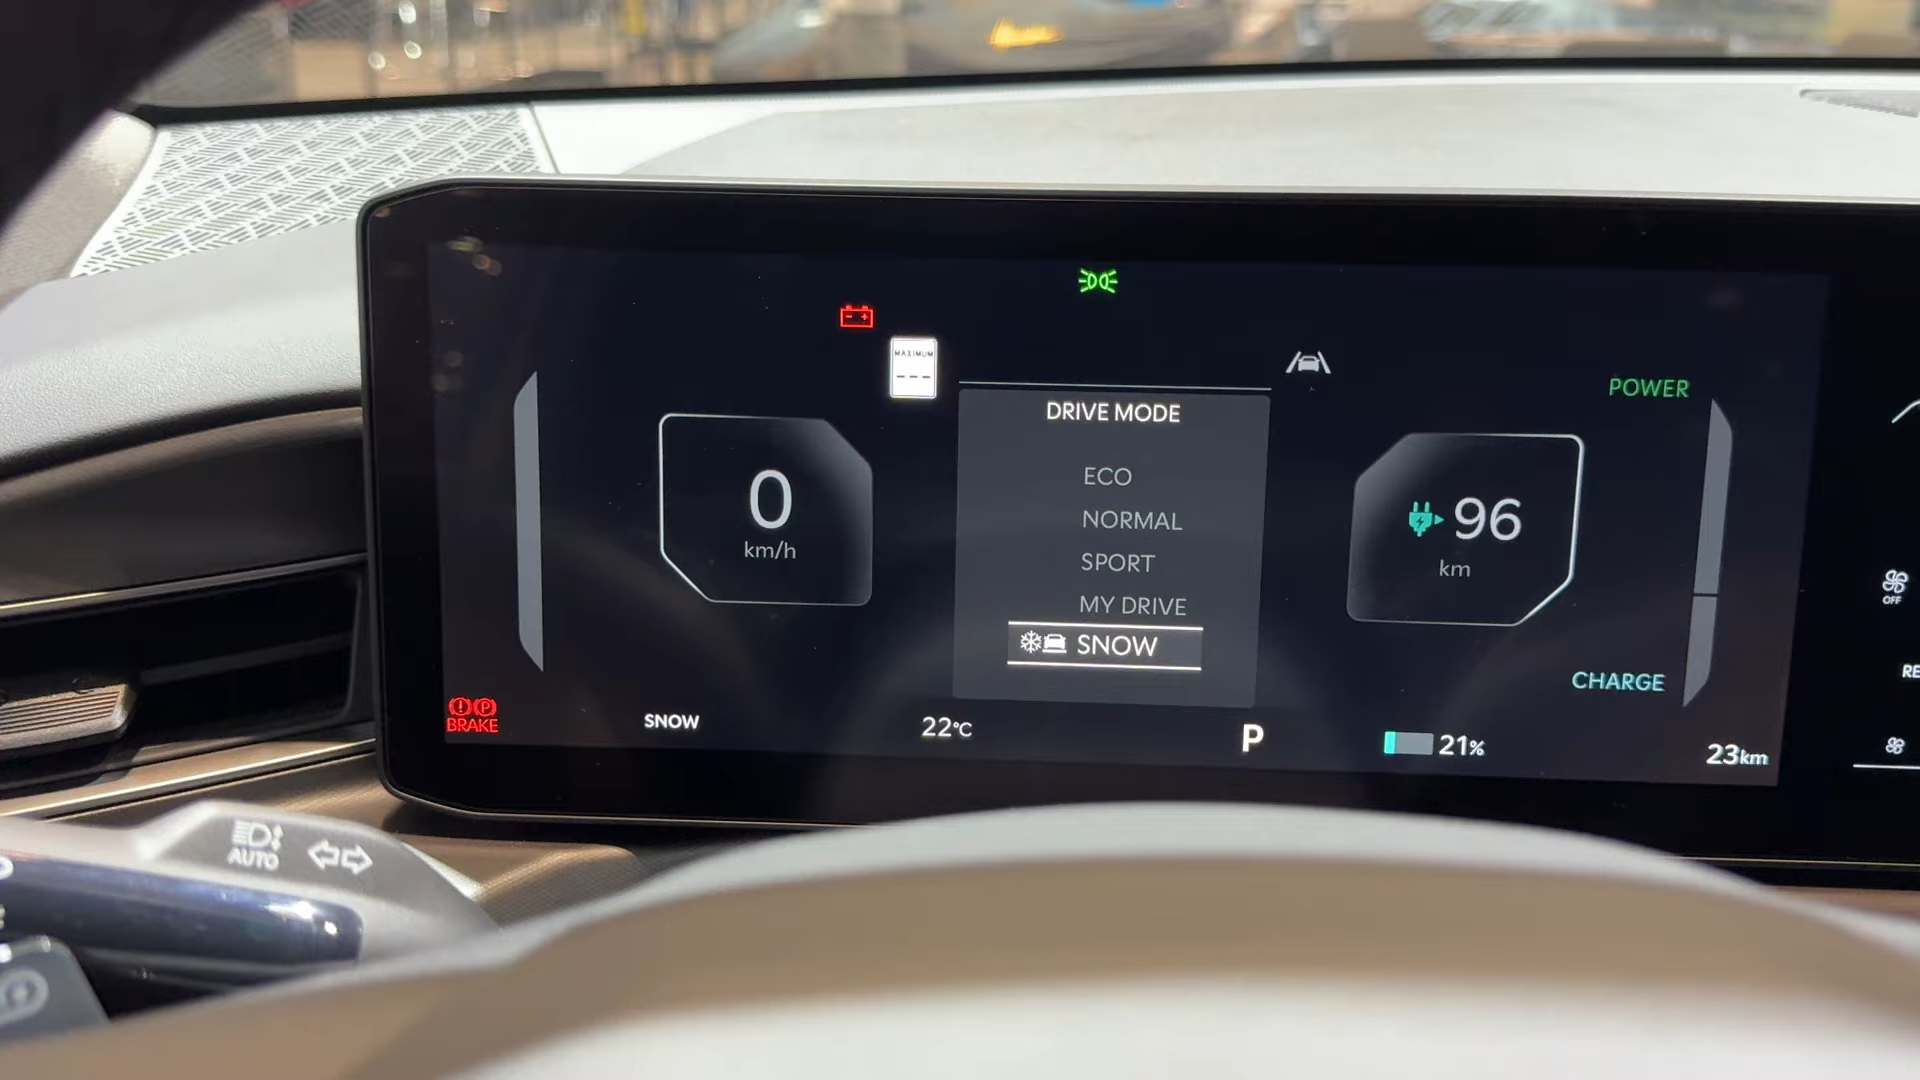 MAXIMUM
---
POWER
DRIVE MODE
ECO
NORMAL
SPORT
MY DRIVE
SNOW
0
km/h
96
km
OFF
CHARGE
BRAKE
SNOW
22°C
P
21%
23km
AUTO